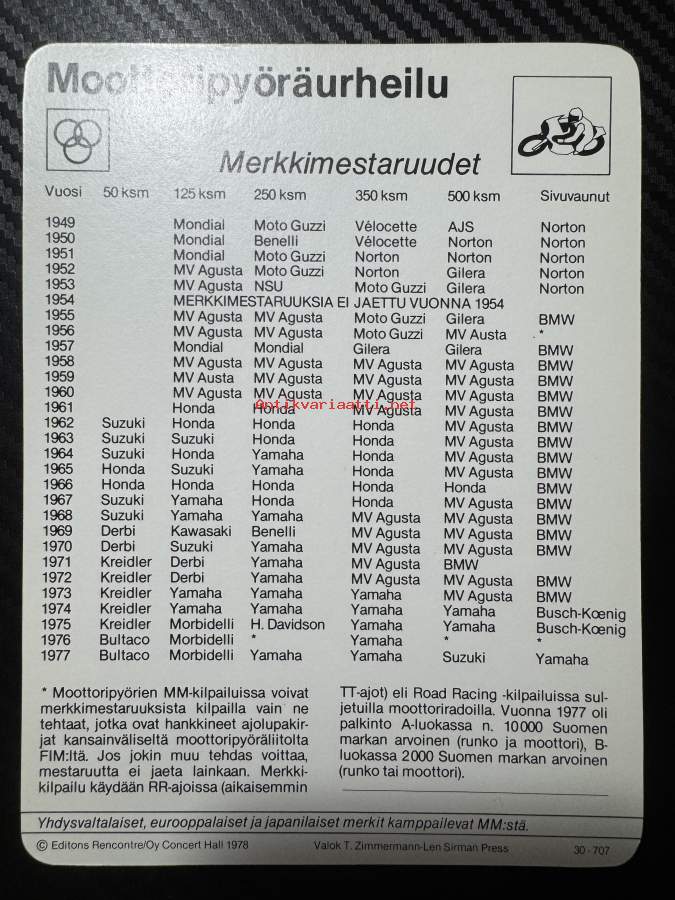 Moottoripyöräurheilu
Merkkimestaruudet
Vuosi 50 ksm 125 ksm 250 ksm 350 ksm 500 ksm Sivuvaunut
1949 Mondial Moto Guzzi Vélocette AJS Norton
1950 Mondial Benelli Vélocette Norton Norton
1951 Mondial Moto Guzzi Norton Norton Norton
1952 MV Agusta Moto Guzzi Norton Gilera Norton
1953 MV Agusta NSU Moto Guzzi Gilera Norton
1954 MERKKIMESTARUUKSIA EI JAETTU VUONNA 1954
1955 MV Agusta MV Agusta Moto Guzzi Gilera BMW
1956 MV Agusta MV Agusta Moto Guzzi MV Austa *
1957 Mondial Mondial Gilera Gilera BMW
1958 MV Agusta MV Agusta MV Agusta MV Agusta BMW
1959 MV Austa MV Agusta MV Agusta MV Agusta BMW
1960 MV Agusta MV Agusta MV Agusta MV Agusta BMW
antikvariaatti.net
1961 Honda Honda MV Agusta MV Agusta BMW
1962 Suzuki Honda Honda Honda MV Agusta BMW
1963 Suzuki Suzuki Honda Honda MV Agusta BMW
1964 Suzuki Honda Yamaha Honda MV Agusta BMW
1965 Honda Suzuki Yamaha Honda MV Agusta BMW
1966 Honda Honda Honda Honda Honda BMW
1967 Suzuki Yamaha Honda Honda MV Agusta BMW
1968 Suzuki Yamaha Yamaha MV Agusta MV Agusta BMW
1969 Derbi Kawasaki Benelli MV Agusta MV Agusta BMW
1970 Derbi Suzuki Yamaha MV Agusta MV Agusta BMW
1971 Kreidler Derbi Yamaha MV Agusta BMW
1972 Kreidler Derbi Yamaha MV Agusta MV Agusta BMW
1973 Kreidler Yamaha Yamaha Yamaha MV Agusta BMW
1974 Kreidler Yamaha Yamaha Yamaha Yamaha Busch-Kœnig
1975 Kreidler Morbidelli H. Davidson Yamaha Yamaha Busch-Kœnig
1976 Bultaco Morbidelli * Yamaha * *
1977 Bultaco Morbidelli Yamaha Yamaha Suzuki Yamaha
* Moottoripyörien MM-kilpailuissa voivat
merkkimestaruuksista kilpailla vain ne
tehtaat, jotka ovat hankkineet ajolupakir-
jat kansainväliseltä moottoripyöräliitolta
FIM:ltä. Jos jokin muu tehdas voittaa,
mestaruutta ei jaeta lainkaan. Merkki-
kilpailu käydään RR-ajoissa (aikaisemmin
TT-ajot) eli Road Racing -kilpailuissa sul-
jetuilla moottoriradoilla. Vuonna 1977 oli
palkinto A-luokassa n. 10000 Suomen
markan arvoinen (runko ja moottori), B-
luokassa 2000 Suomen markan arvoinen
(runko tai moottori).
Yhdysvaltalaiset, eurooppalaiset ja japanilaiset merkit kamppailevat MM:stä.
© Editons Rencontre/Oy Concert Hall 1978 Valok T. Zimmermann-Len Sirman Press 30-707